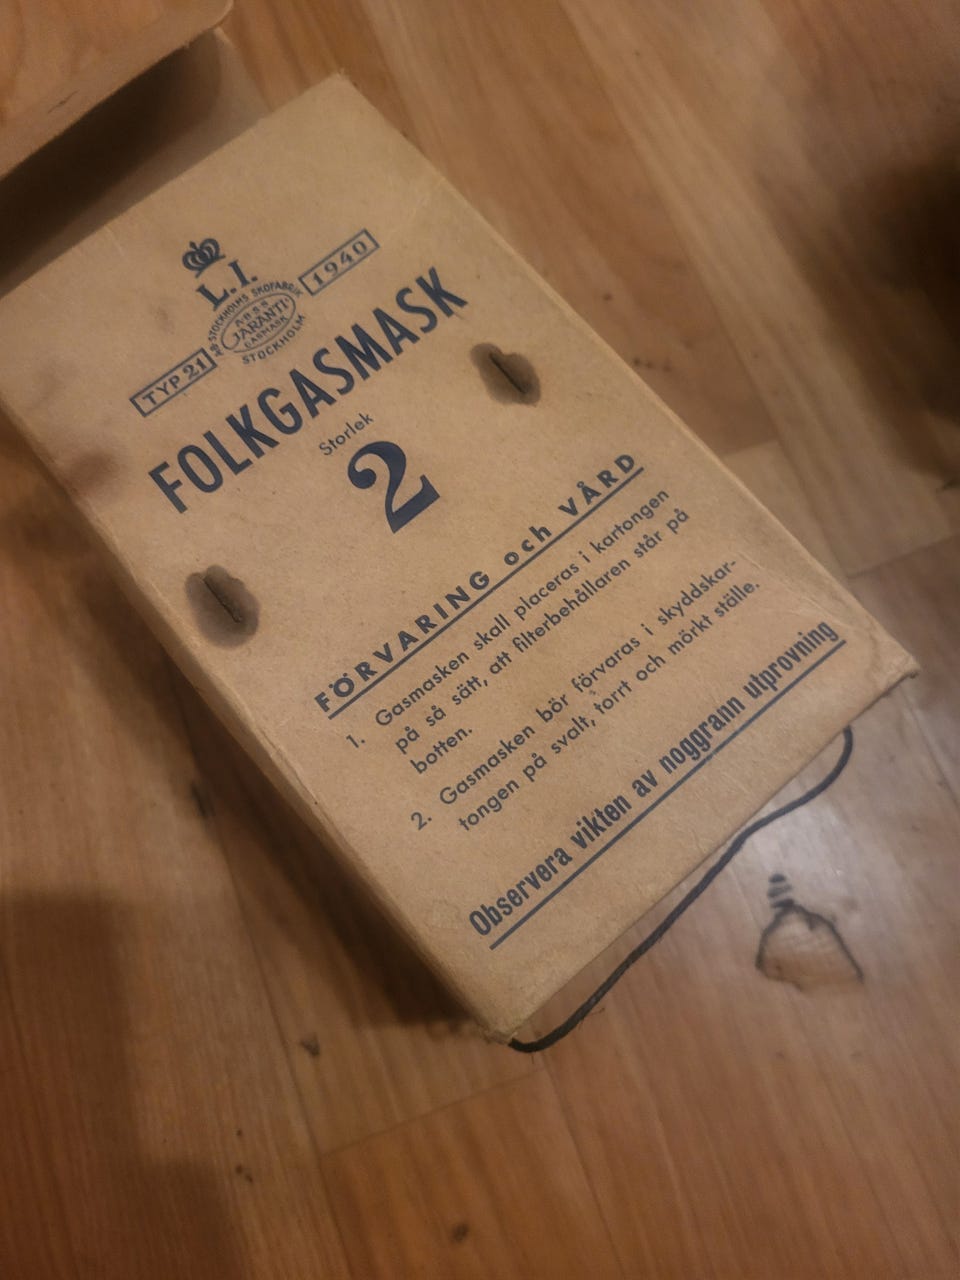 L.I.
AB STOCKHOLMS SKOFABRIK
A·B·S·S
GARANTI
GASMASK
STOCKHOLM
TYP 21
1940
FOLKGASMASK
Storlek
2
FÖRVARING och VÅRD
1. Gasmasken skall placeras i kartongen
på så sätt, att filterbehållaren står på
botten.
2. Gasmasken bör förvaras i skyddskar-
tongen på svalt, torrt och mörkt ställe.
Observera vikten av noggrann utprovning